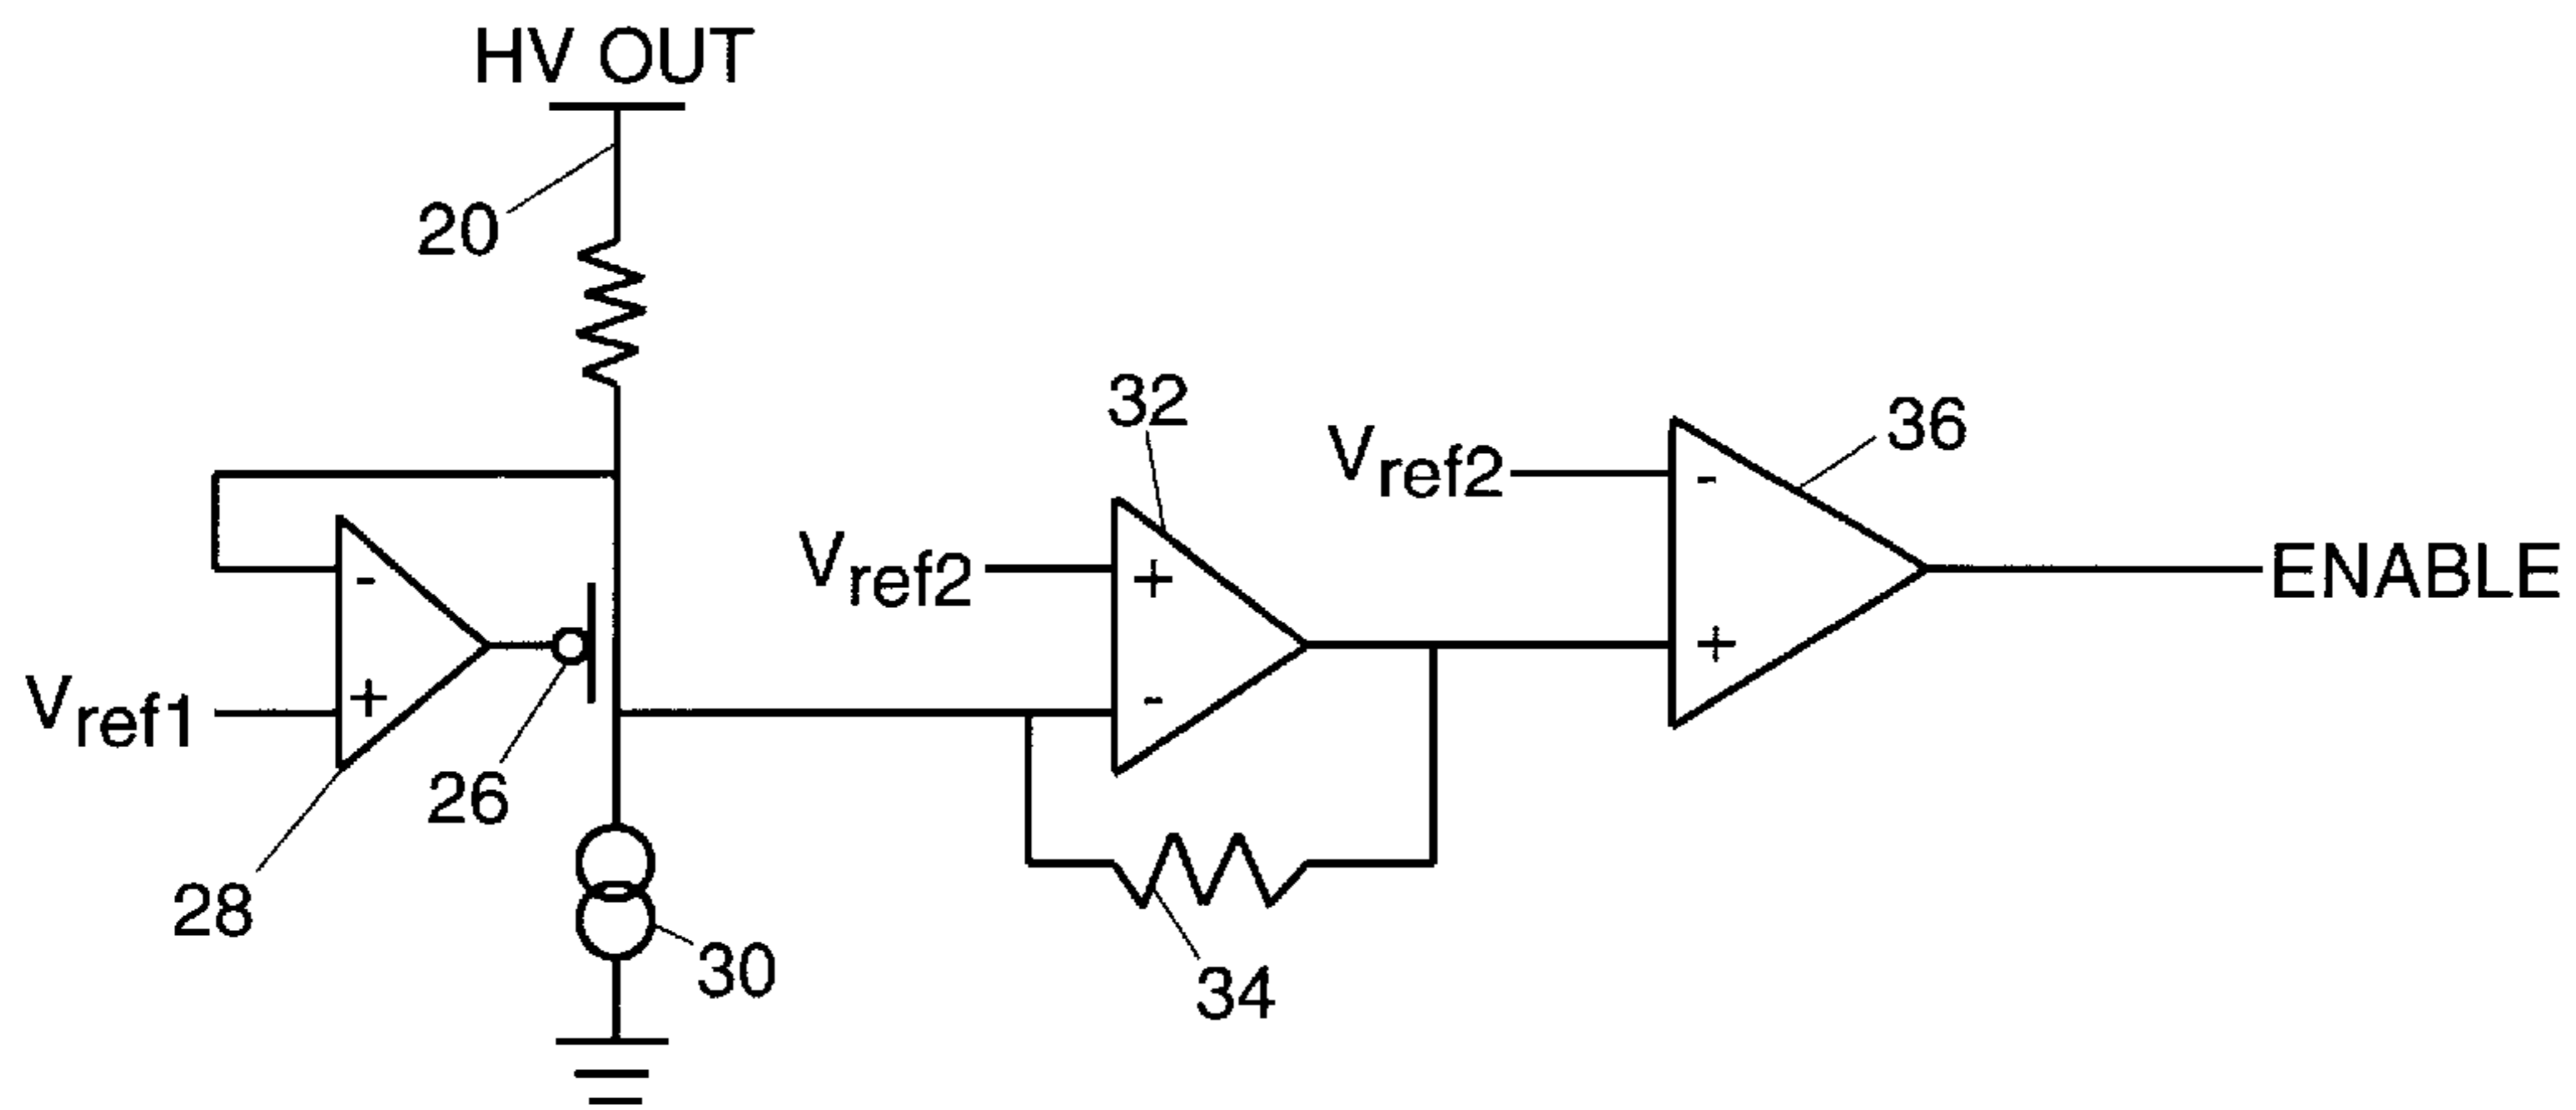 HV OUT
20
32
36
Vref2
Vref2
-
+
ENABLE
-
+
+
-
Vref1
26
28
30
34